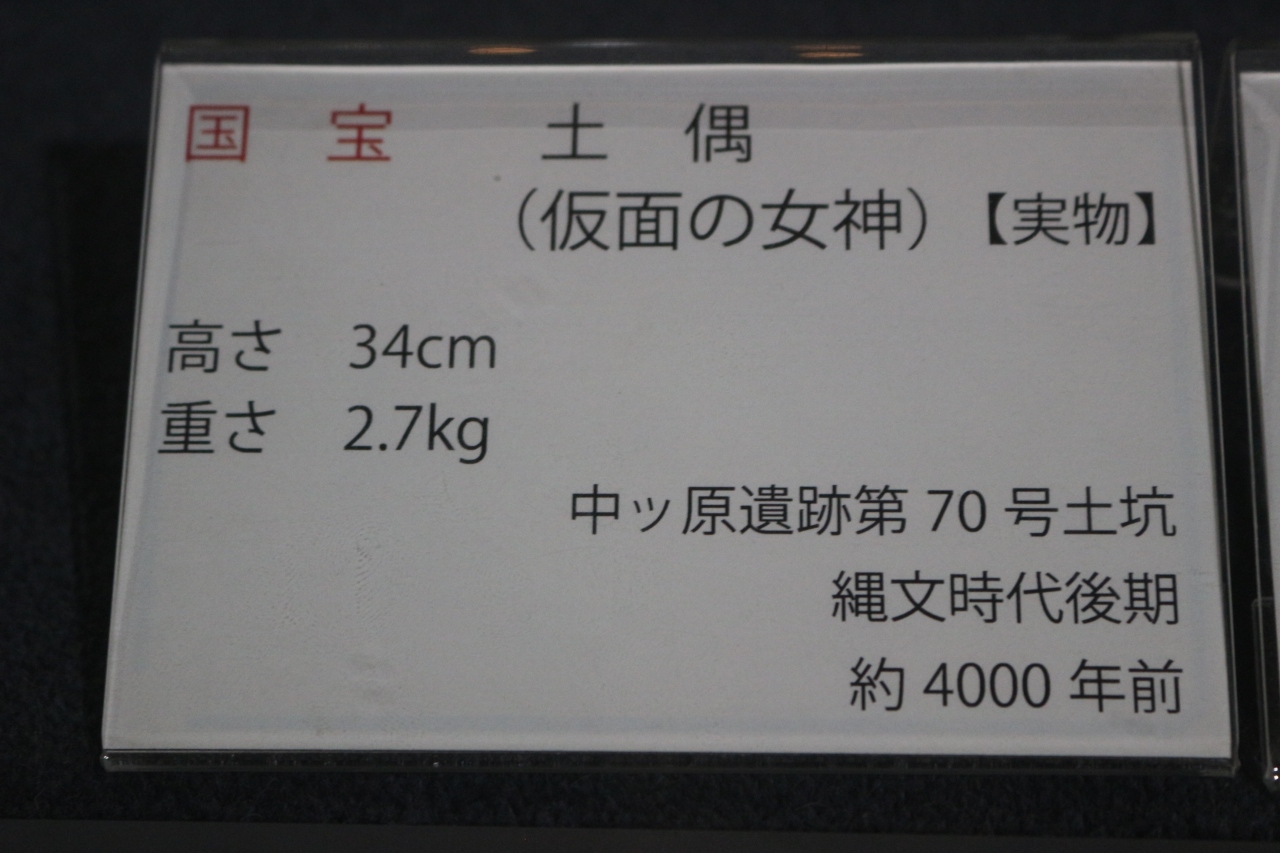 国宝　土偶
（仮面の女神）【実物】
高さ　34cm
重さ　2.7kg
中ッ原遺跡第 70 号土坑
縄文時代後期
約 4000 年前